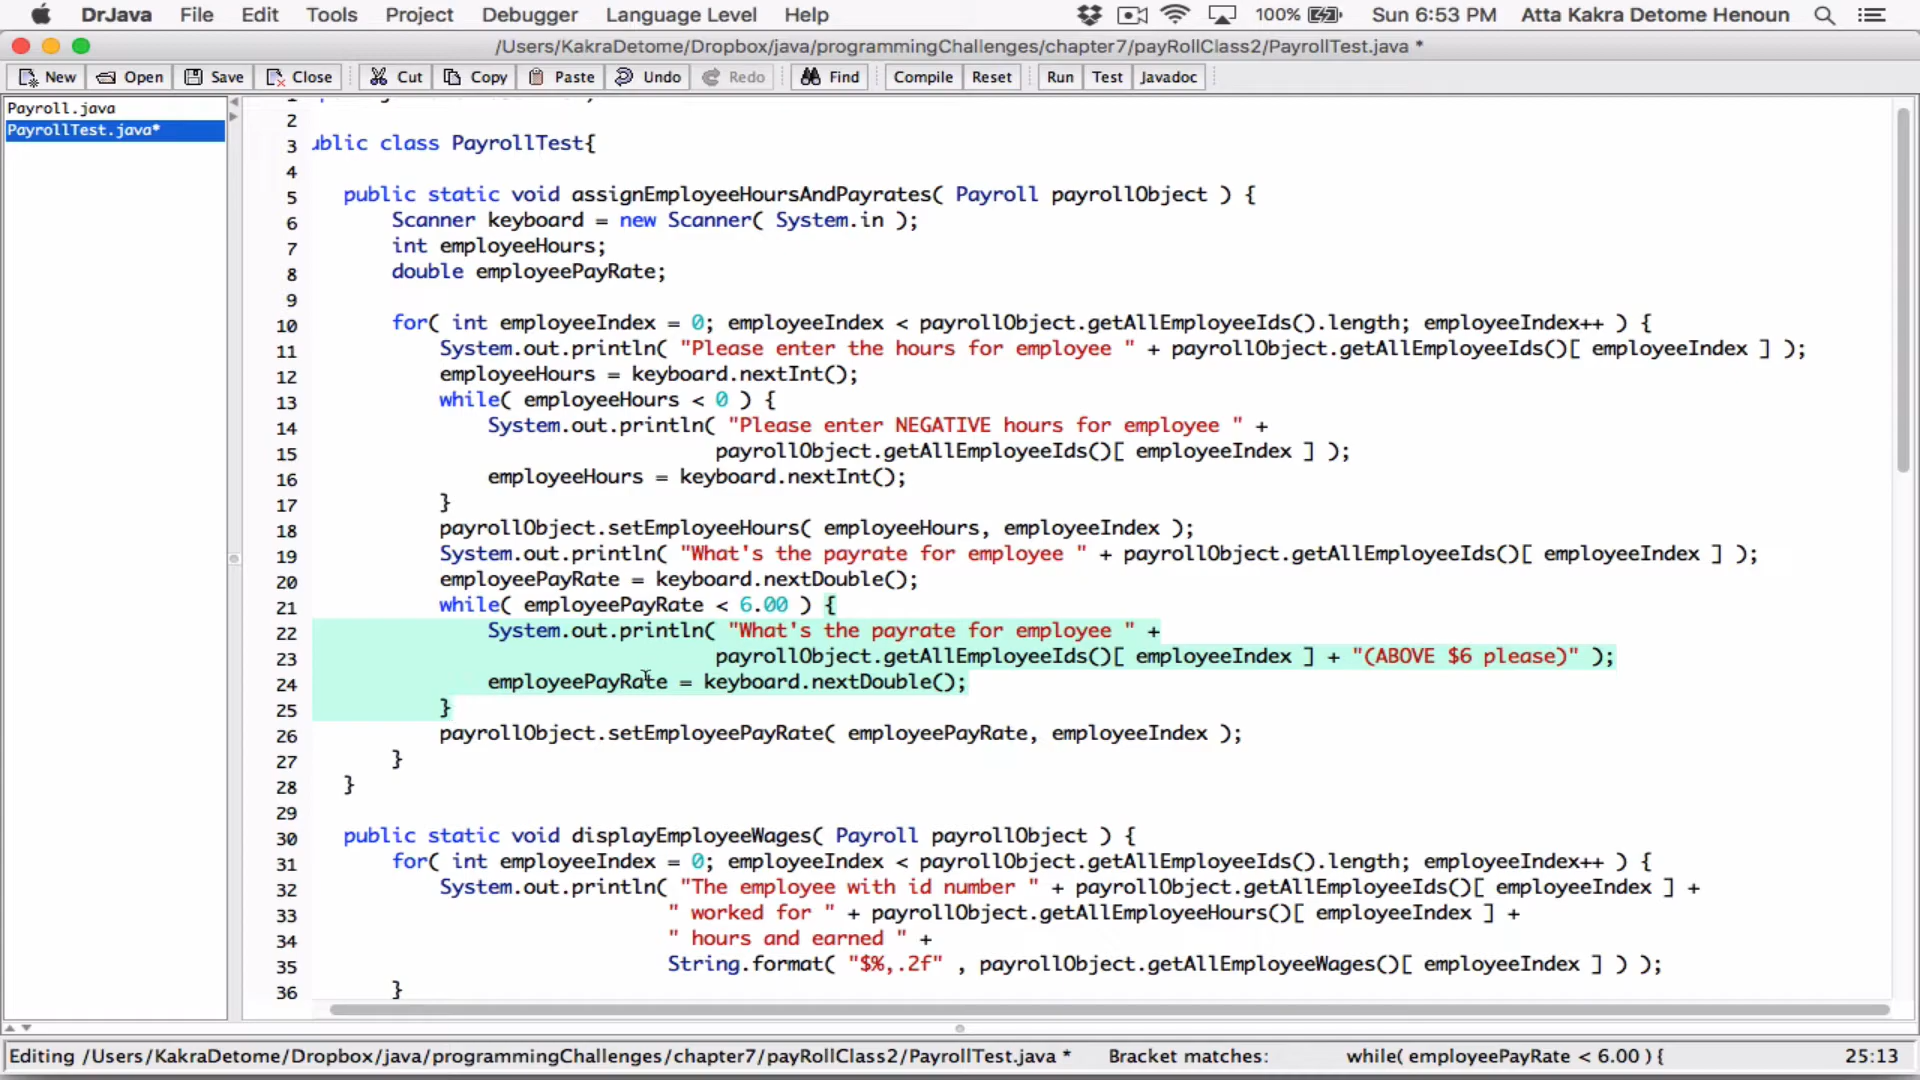 DrJava File Edit Tools Project Debugger Language Level Help 100% Sun 6:53 PM Atta Kakra Detome Henoun
/Users/KakraDetome/Dropbox/java/programmingChallenges/chapter7/payRollClass2/PayrollTest.java *
New Open Save Close Cut Copy Paste Undo Redo Find Compile Reset Run Test Javadoc
Payroll.java
PayrollTest.java*
1
2
3 ublic class PayrollTest{
4
5 public static void assignEmployeeHoursAndPayrates( Payroll payrollObject ) {
6 Scanner keyboard = new Scanner( System.in );
7 int employeeHours;
8 double employeePayRate;
9
10 for( int employeeIndex = 0; employeeIndex < payrollObject.getAllEmployeeIds().length; employeeIndex++ ) {
11 System.out.println( "Please enter the hours for employee " + payrollObject.getAllEmployeeIds()[ employeeIndex ] );
12 employeeHours = keyboard.nextInt();
13 while( employeeHours < 0 ) {
14 System.out.println( "Please enter NEGATIVE hours for employee " +
15 payrollObject.getAllEmployeeIds()[ employeeIndex ] );
16 employeeHours = keyboard.nextInt();
17 }
18 payrollObject.setEmployeeHours( employeeHours, employeeIndex );
19 System.out.println( "What's the payrate for employee " + payrollObject.getAllEmployeeIds()[ employeeIndex ] );
20 employeePayRate = keyboard.nextDouble();
21 while( employeePayRate < 6.00 ) {
22 System.out.println( "What's the payrate for employee " +
23 payrollObject.getAllEmployeeIds()[ employeeIndex ] + "(ABOVE $6 please)" );
24 employeePayRate = keyboard.nextDouble();
25 }
26 payrollObject.setEmployeePayRate( employeePayRate, employeeIndex );
27 }
28 }
29
30 public static void displayEmployeeWages( Payroll payrollObject ) {
31 for( int employeeIndex = 0; employeeIndex < payrollObject.getAllEmployeeIds().length; employeeIndex++ ) {
32 System.out.println( "The employee with id number " + payrollObject.getAllEmployeeIds()[ employeeIndex ] +
33 " worked for " + payrollObject.getAllEmployeeHours()[ employeeIndex ] +
34 " hours and earned " +
35 String.format( "$%,.2f" , payrollObject.getAllEmployeeWages()[ employeeIndex ] ) );
36 }
Editing /Users/KakraDetome/Dropbox/java/programmingChallenges/chapter7/payRollClass2/PayrollTest.java * Bracket matches: while( employeePayRate < 6.00 ) { 25:13